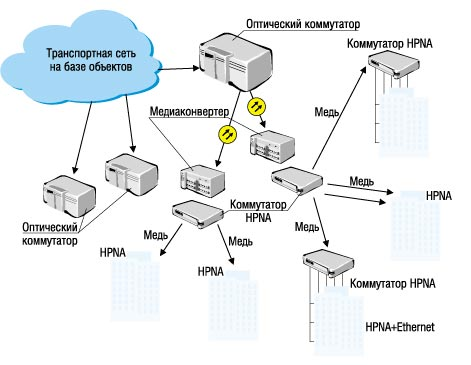 Оптический коммутатор
Транспортная сеть
на базе объектов
Коммутатор HPNA
Медиаконвертер
Медь
Медь
HPNA
Коммутатор
HPNA
Оптический
коммутатор
Медь
Медь
Медь
HPNA
HPNA
Коммутатор HPNA
HPNA+Ethernet